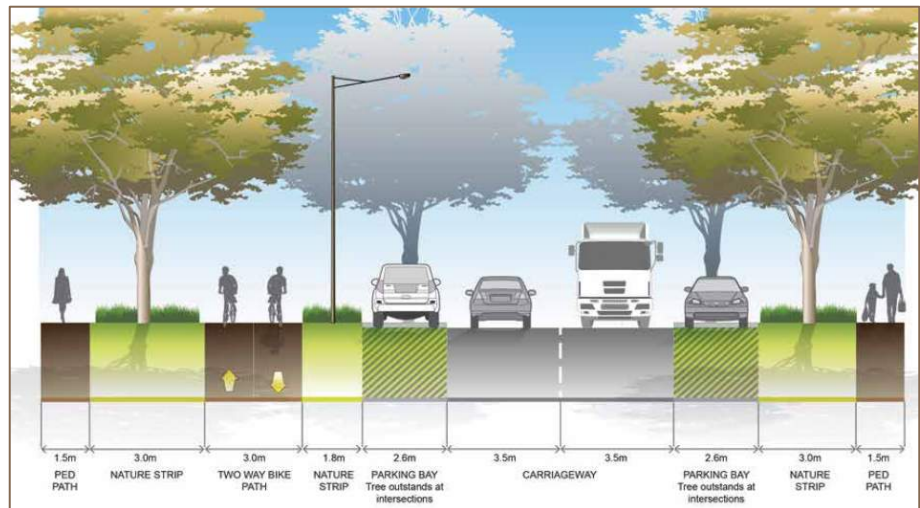 1.5m 3.0m 3.0m 1.8m 2.6m 3.5m 3.5m 2.6m 3.0m 1.5m
PED PATH
NATURE STRIP
TWO WAY BIKE PATH
NATURE STRIP
PARKING BAY
Tree outstands at
intersections
CARRIAGEWAY
PARKING BAY
Tree outstands at
intersections
NATURE STRIP
PED PATH